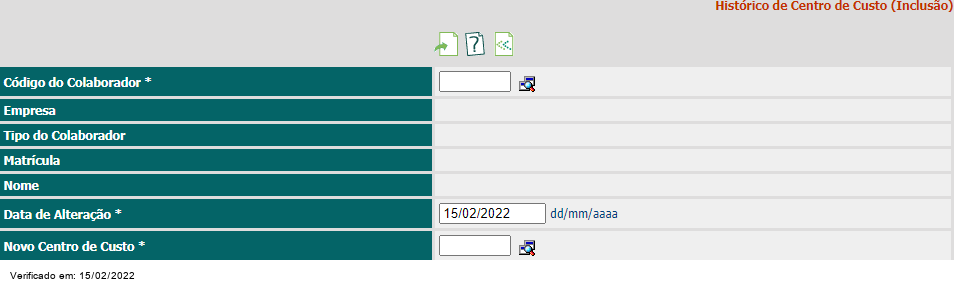 Histórico de Centro de Custo (Inclusão)
Código do Colaborador *
Empresa
Tipo do Colaborador
Matrícula
Nome
Data de Alteração * 15/02/2022 dd/mm/aaaa
Novo Centro de Custo *
Verificado em: 15/02/2022